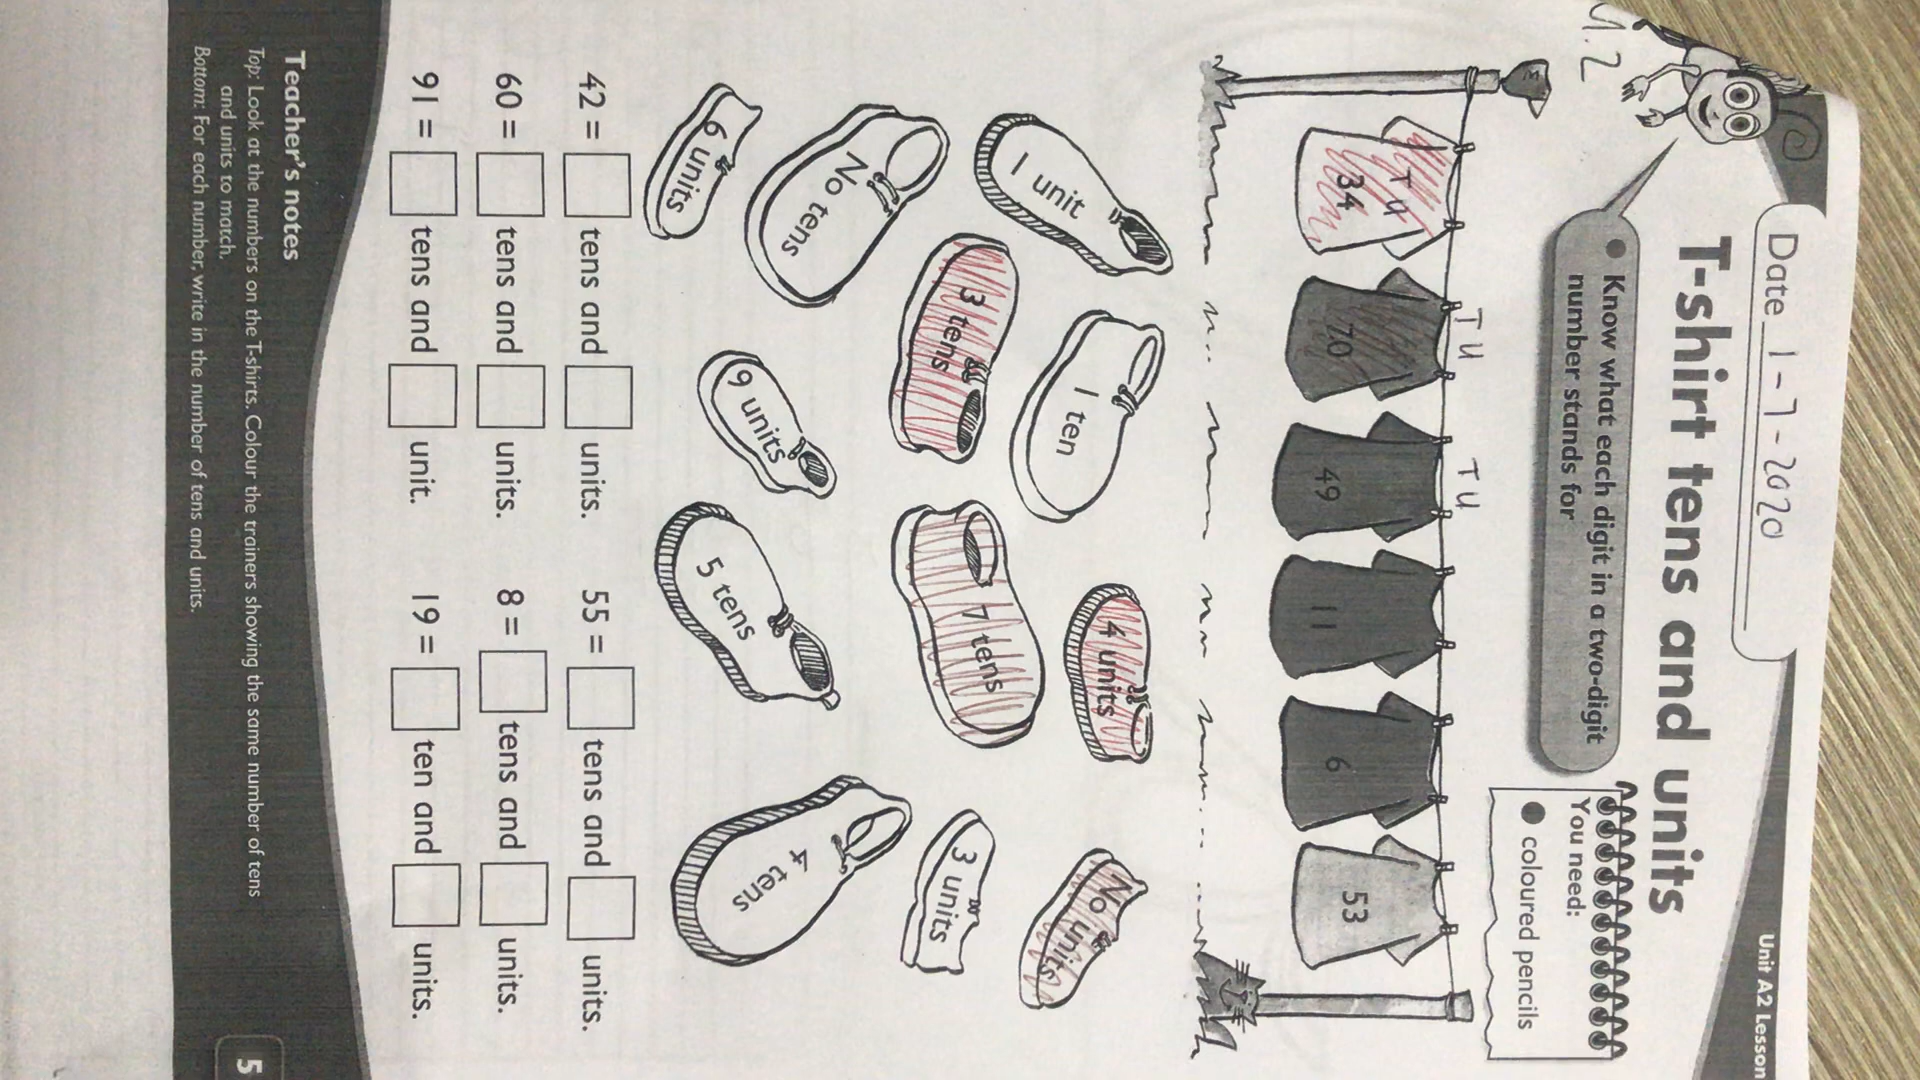 Unit A2 Lesson
Date 1-7-2020
T-shirt tens and units
4.2
Know what each digit in a two-digit
number stands for
You need:
coloured pencils
T U
T U
T U
34
70
49
11
6
53
1 unit
1 ten
4 units
No units
No tens
3 tens
7 tens
3 units
6 units
9 units
5 tens
4 tens
42 = tens and units.
55 = tens and units.
60 = tens and units.
8 = tens and units.
91 = tens and unit.
19 = ten and units.
Teacher's notes
Top: Look at the numbers on the T-shirts. Colour the trainers showing the same number of tens
and units to match.
Bottom: For each number, write in the number of tens and units.
5